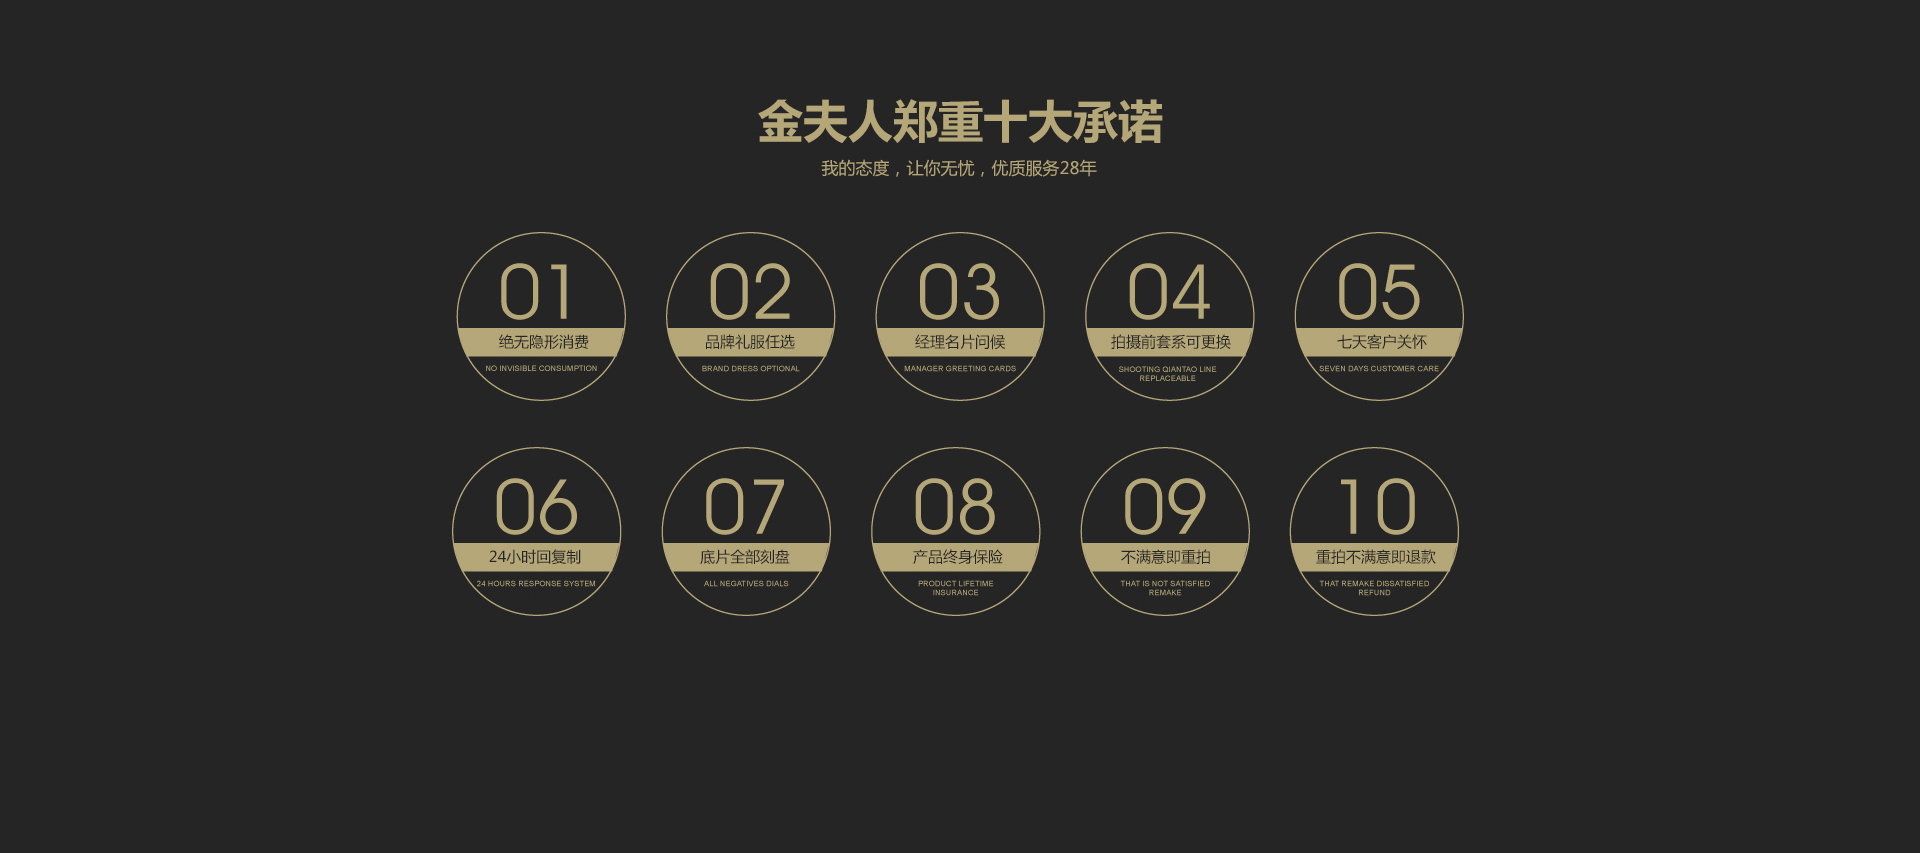 金夫人郑重十大承诺
我的态度，让你无忧，优质服务28年
01
绝无隐形消费
NO INVISIBLE CONSUMPTION
02
品牌礼服任选
BRAND DRESS OPTIONAL
03
经理名片问候
MANAGER GREETING CARDS
04
拍摄前套系可更换
SHOOTING QIANTAO LINE
REPLACEABLE
05
七天客户关怀
SEVEN DAYS CUSTOMER CARE
06
24小时回复制
24 HOURS RESPONSE SYSTEM
07
底片全部刻盘
ALL NEGATIVES DIALS
08
产品终身保险
PRODUCT LIFETIME
INSURANCE
09
不满意即重拍
THAT IS NOT SATISFIED
REMAKE
10
重拍不满意即退款
THAT REMAKE DISSATISFIED
REFUND